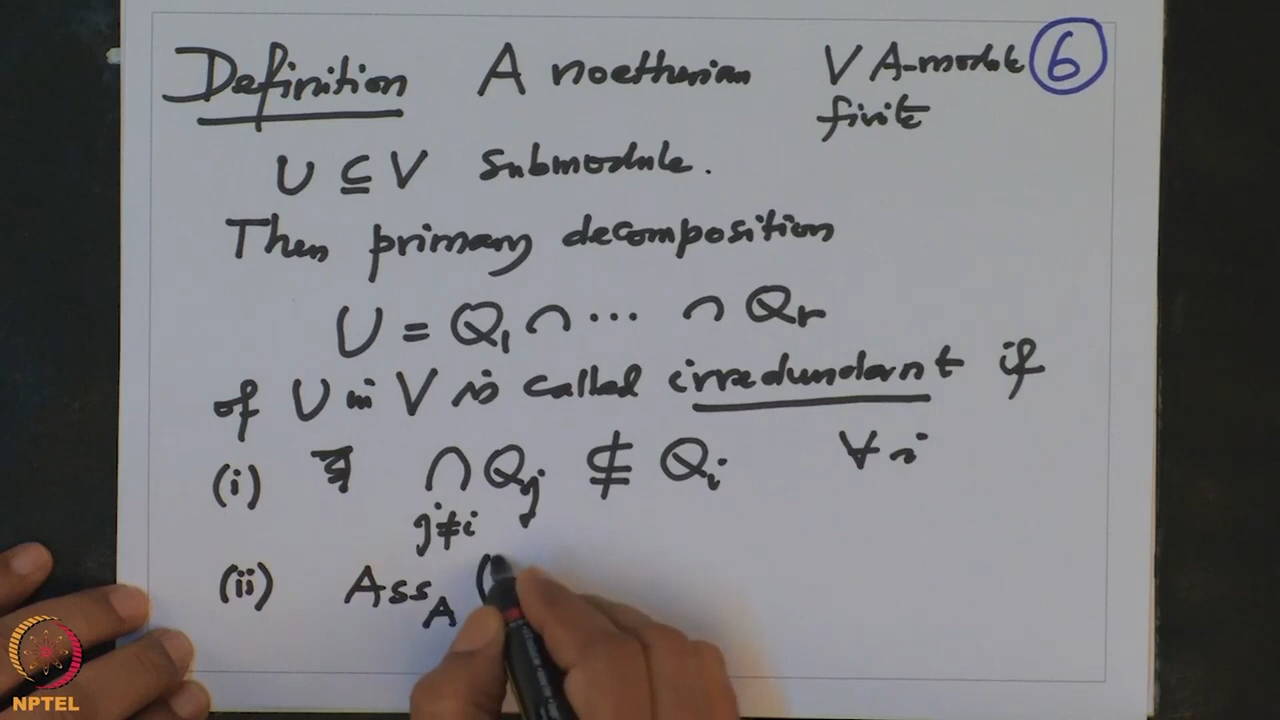 Definition A noetherian V A-module 6
finite
U ⊆ V submodule.
Then primary decomposition
U = Q₁ ∩ ⋯ ∩ Qᵣ
of U in V is called irredundant if
(i) ∩ Qⱼ ⊄ Qᵢ ∀ i
j≠i
(ii) Ass_A (
NPTEL